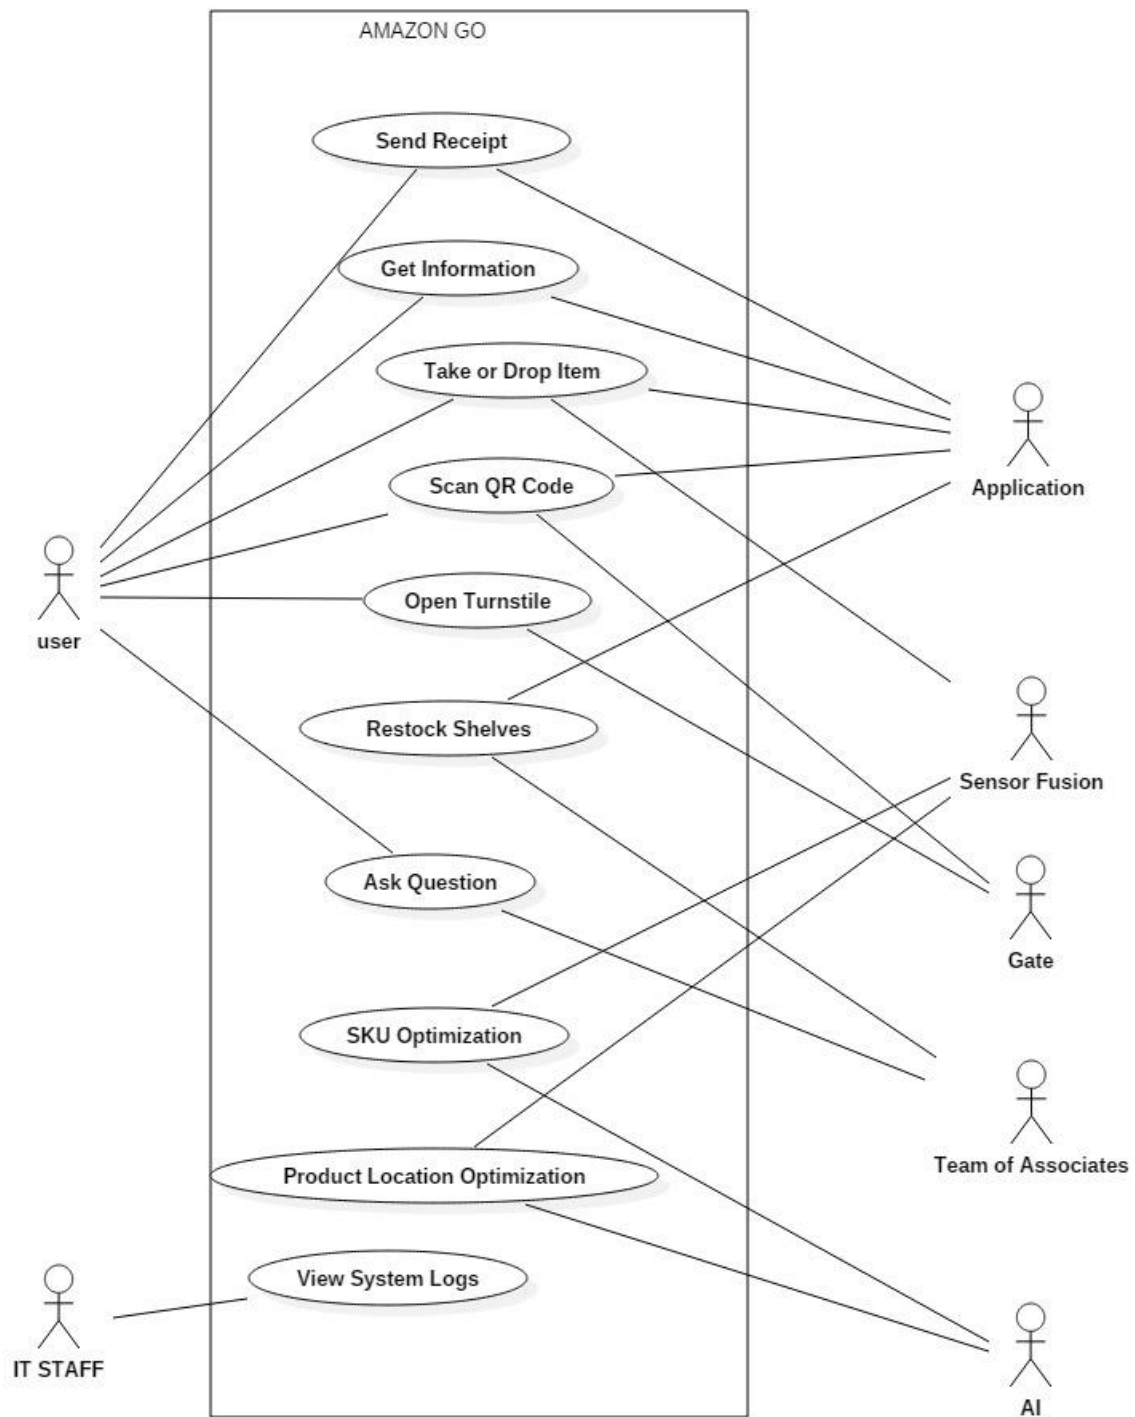 AMAZON GO
Send Receipt
Get Information
Take or Drop Item
Scan QR Code
Application
Open Turnstile
user
Restock Shelves
Sensor Fusion
Ask Question
Gate
SKU Optimization
Team of Associates
Product Location Optimization
View System Logs
IT STAFF
AI